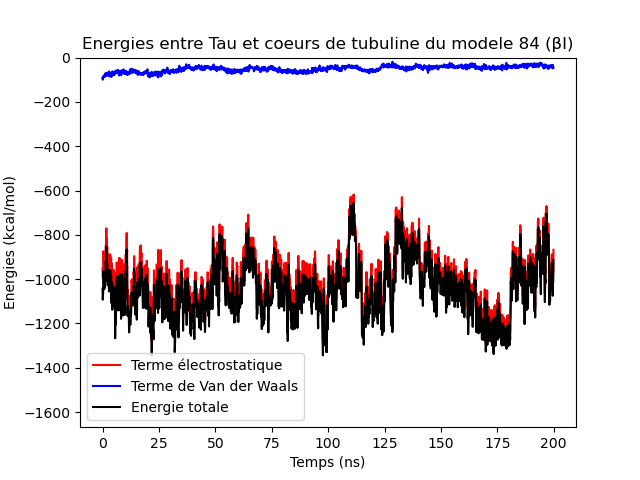 Energies entre Tau et coeurs de tubuline du modele 84 (βI)
0
−200
−400
−600
−800
−1000
−1200
−1400
−1600
Energies (kcal/mol)
Terme électrostatique
Terme de Van der Waals
Energie totale
0 25 50 75 100 125 150 175 200
Temps (ns)